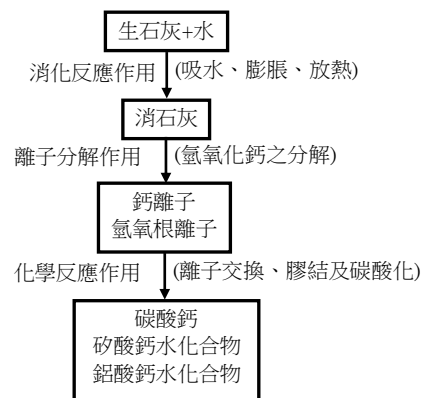 生石灰+水
消化反應作用 (吸水、膨脹、放熱)
消石灰
離子分解作用 (氫氧化鈣之分解)
鈣離子
氫氧根離子
化學反應作用 (離子交換、膠結及碳酸化)
碳酸鈣
矽酸鈣水化合物
鋁酸鈣水化合物